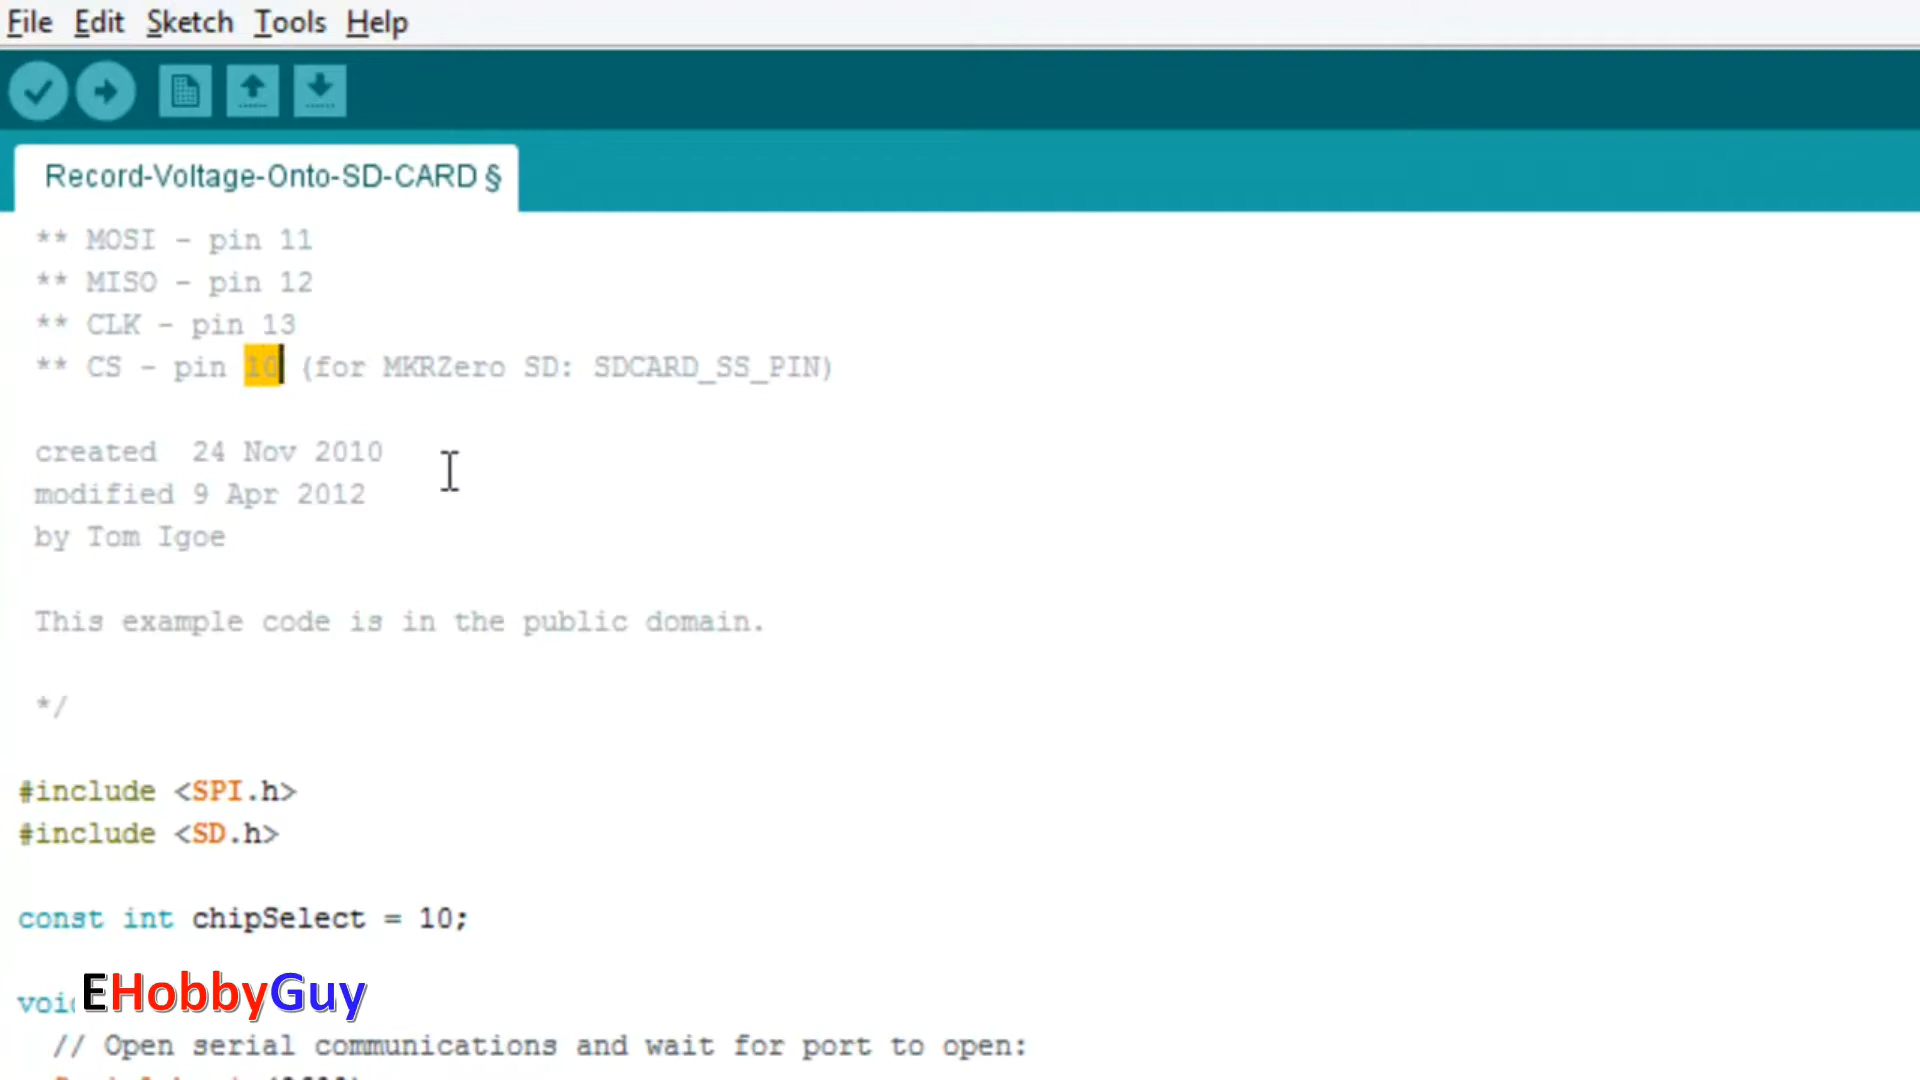 File Edit Sketch Tools Help
Record-Voltage-Onto-SD-CARD §
** MOSI - pin 11
** MISO - pin 12
** CLK - pin 13
** CS - pin 10 (for MKRZero SD: SDCARD_SS_PIN)
created  24 Nov 2010
modified 9 Apr 2012
by Tom Igoe
This example code is in the public domain.
*/
#include <SPI.h>
#include <SD.h>
const int chipSelect = 10;
EHobbyGuy
// Open serial communications and wait for port to open: